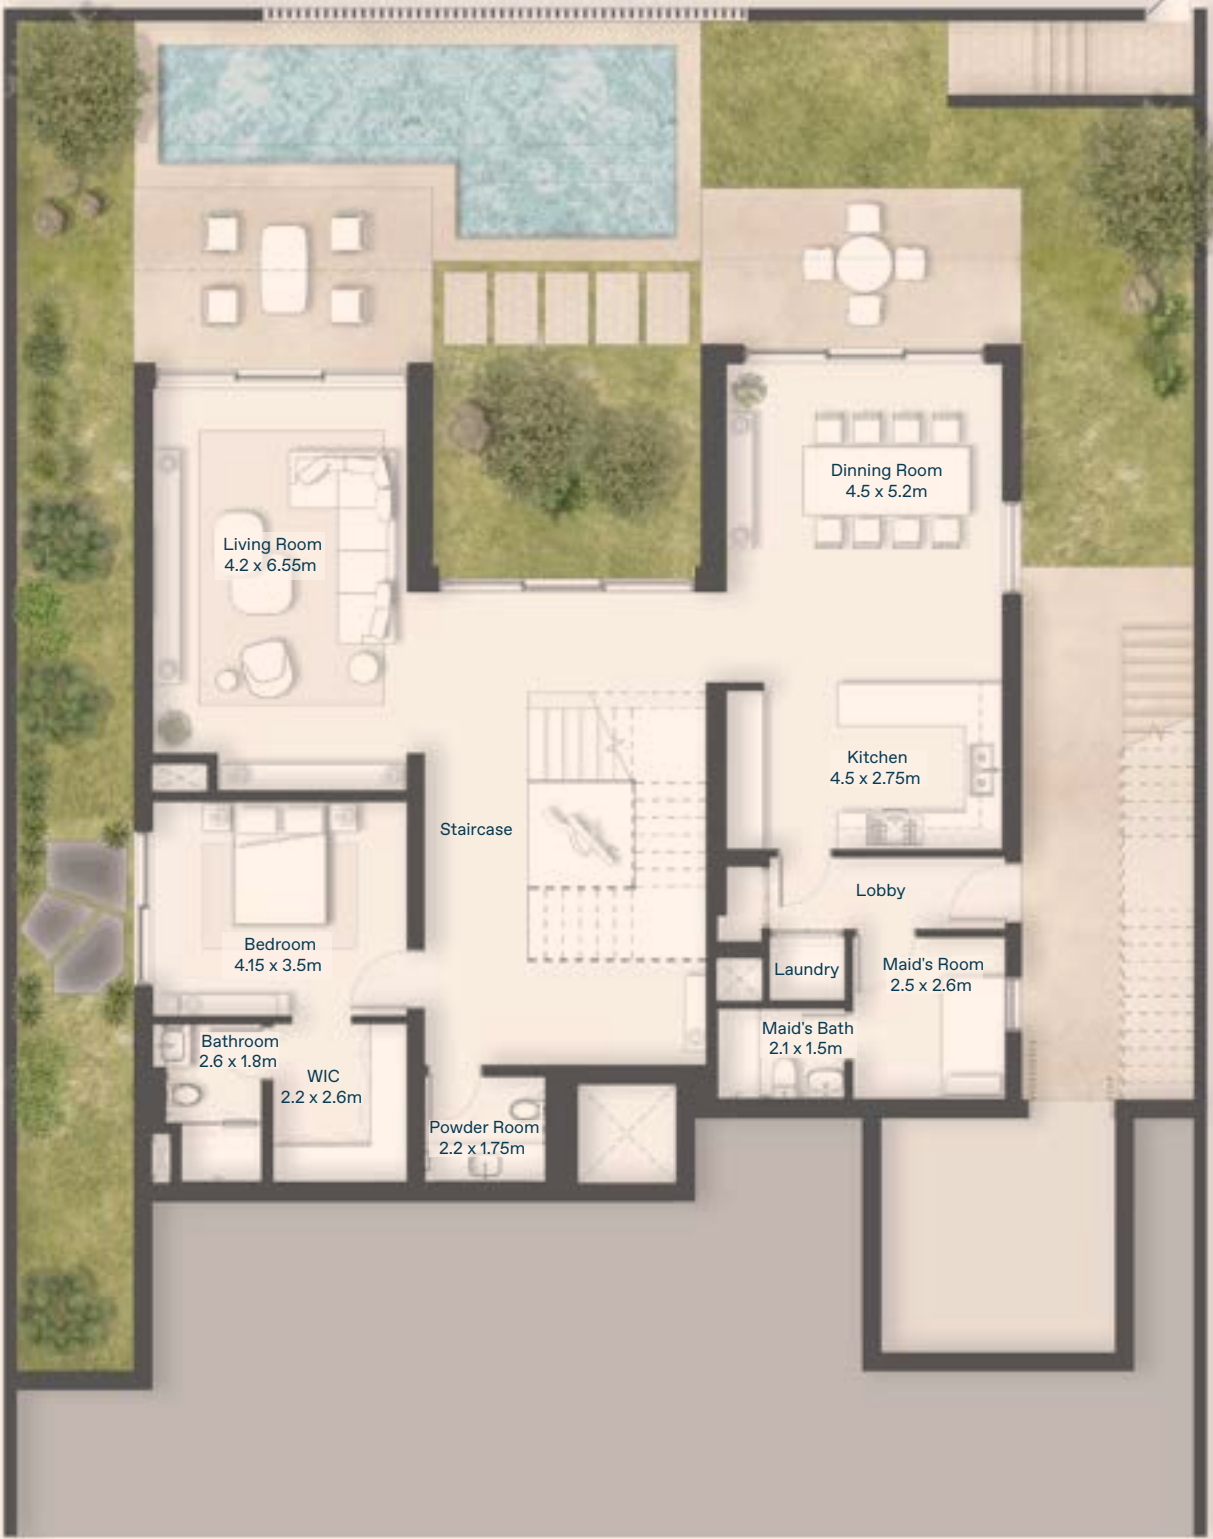 Dinning Room
4.5 x 5.2m
Living Room
4.2 x 6.55m
Kitchen
4.5 x 2.75m
Staircase
Lobby
Bedroom
4.15 x 3.5m
Laundry
Maid's Room
2.5 x 2.6m
Bathroom
2.6 x 1.8m
Maid's Bath
2.1 x 1.5m
WIC
2.2 x 2.6m
Powder Room
2.2 x 1.75m